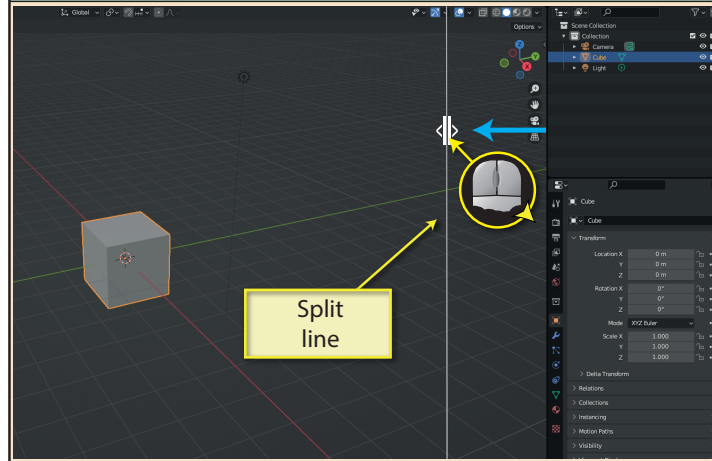 Global
Options
Z
Y
X
Split
line
Scene Collection
Collection
Camera
Cube
Light
Cube
Cube
Transform
Location X 0 m
Y 0 m
Z 0 m
Rotation X 0°
Y 0°
Z 0°
Mode XYZ Euler
Scale X 1.000
Y 1.000
Z 1.000
Delta Transform
Relations
Collections
Instancing
Motion Paths
Visibility